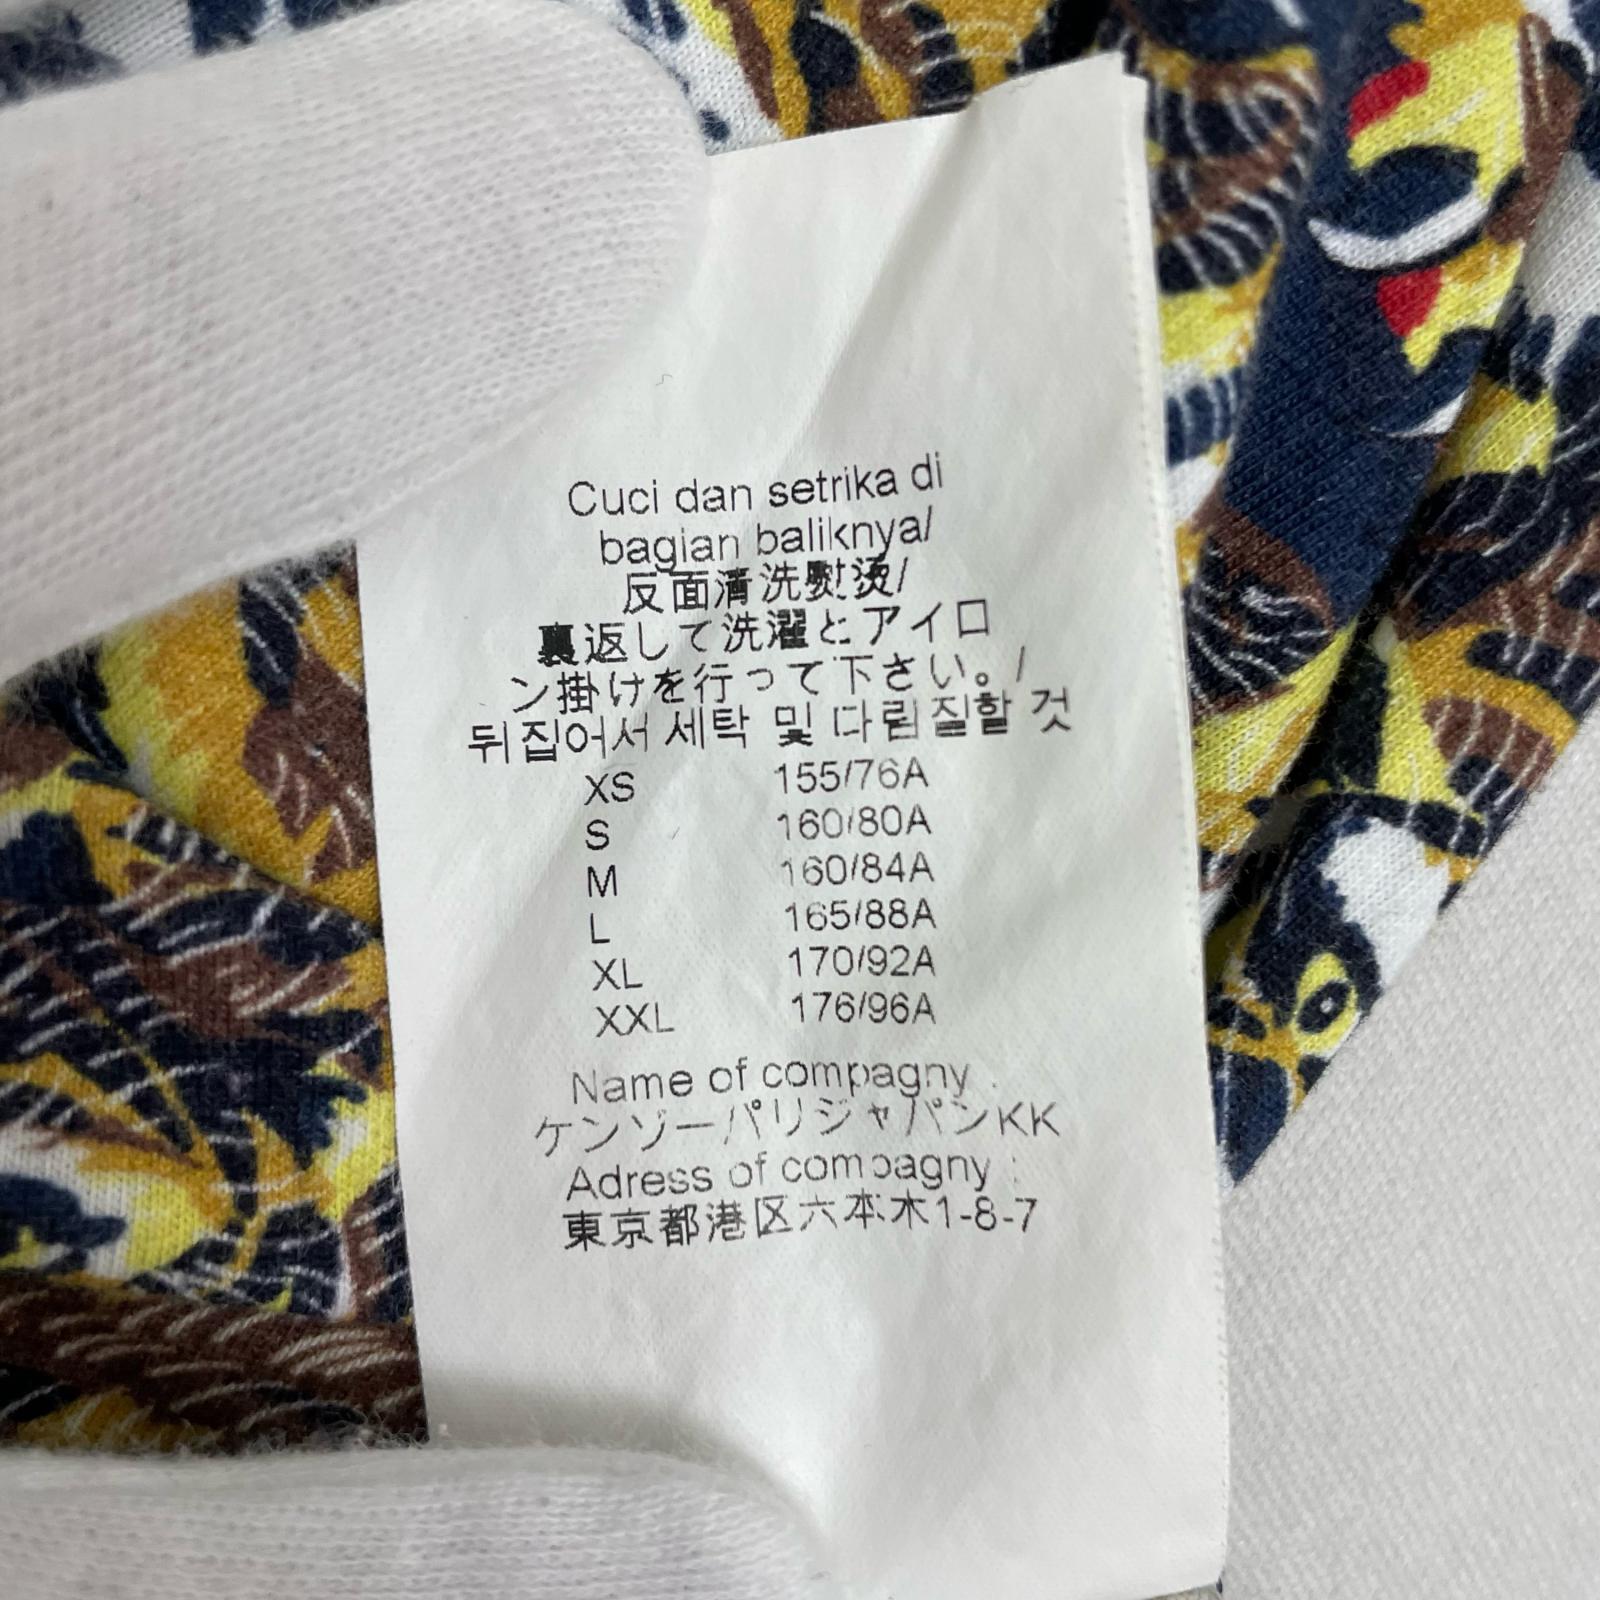 Cuci dan setrika di
bagian baliknya/
反面清洗熨烫/
裏返して洗濯とアイロ
ン掛けを行って下さい。/
뒤집어서 세탁 및 다림질할 것
XS 155/76A
S 160/80A
M 160/84A
L 165/88A
XL 170/92A
XXL 176/96A
Name of compagny :
ケンゾーパリジャパンKK
Adress of compagny :
東京都港区六本木1-8-7